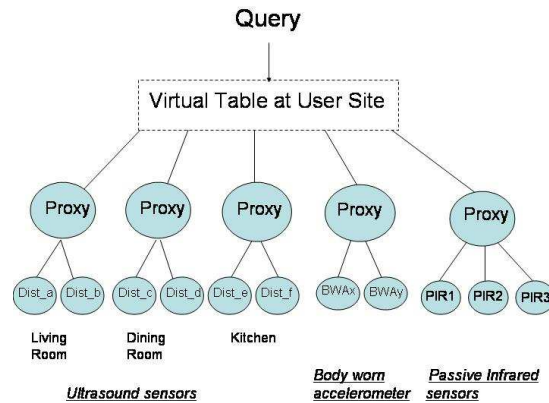 Query
Virtual Table at User Site
Proxy Proxy Proxy Proxy Proxy
Dist_a Dist_b Dist_c Dist_d Dist_e Dist_f BWAx BWAy PIR1 PIR2 PIR3
Living Room
Dining Room
Kitchen
Ultrasound sensors
Body worn accelerometer
Passive Infrared sensors